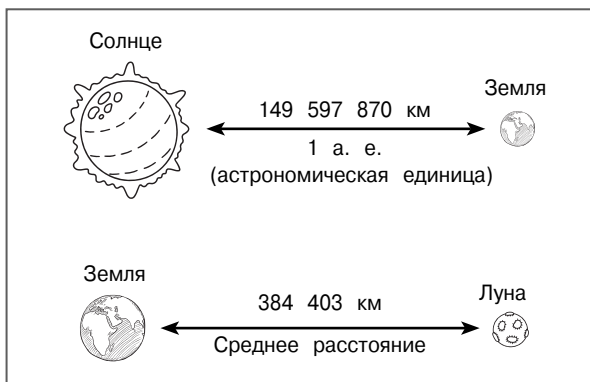 Солнце
Земля
149 597 870 км
1 а. е.
(астрономическая единица)
Земля
Луна
384 403 км
Среднее расстояние